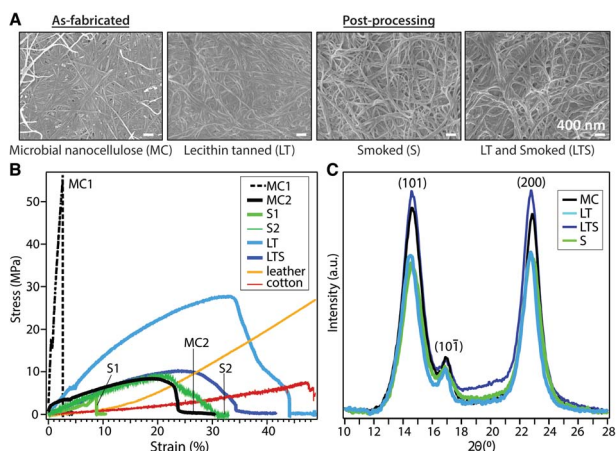 A
As-fabricated
Post-processing
400 nm
Microbial nanocellulose (MC)
Lecithin tanned (LT)
Smoked (S)
LT and Smoked (LTS)
B
MC1
MC1
MC2
S1
S2
LT
LTS
leather
cotton
MC2
S1
S2
50
40
30
20
10
0
Stress (MPa)
0
10
20
30
40
Strain (%)
C
(101)
(200)
(101̅)
MC
LT
LTS
S
Intensity (a.u.)
10
12
14
16
18
20
22
24
26
28
2θ(º)